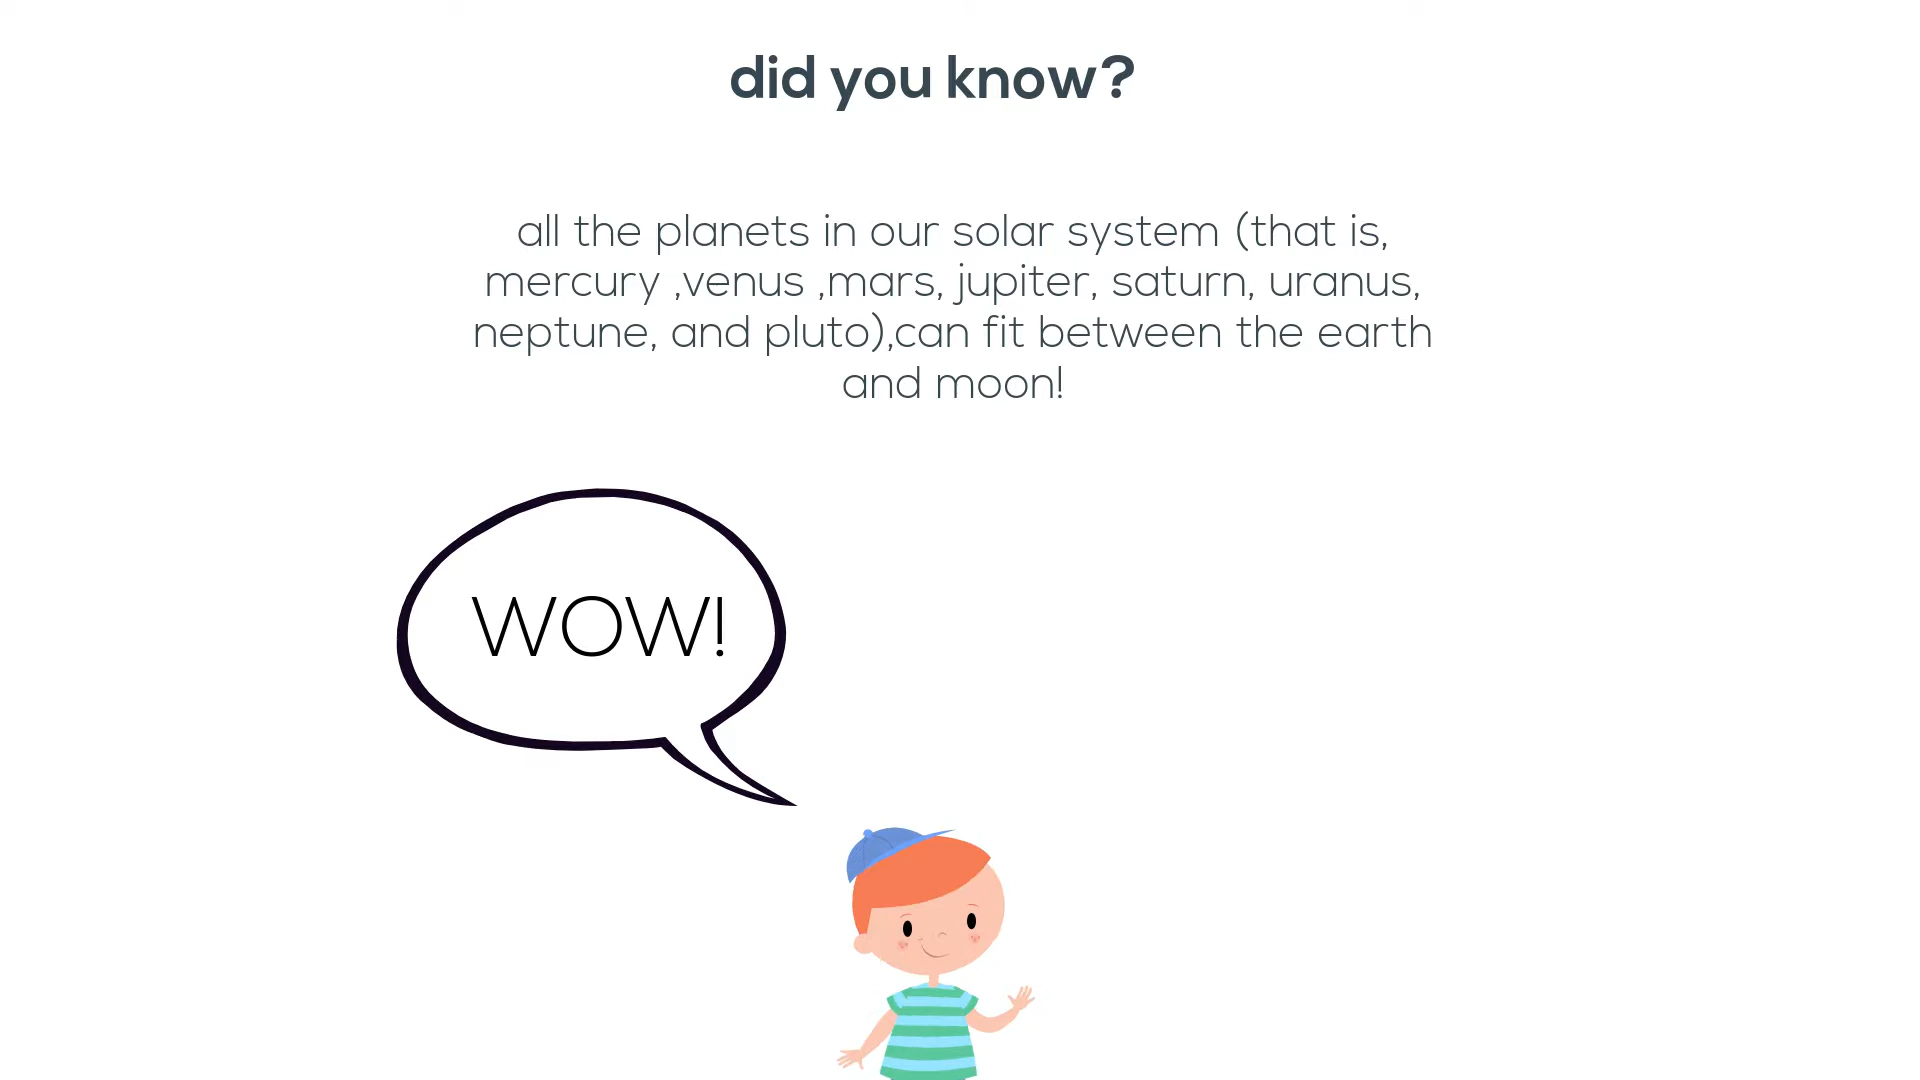 did you know?
all the planets in our solar system (that is,
mercury ,venus ,mars, jupiter, saturn, uranus,
neptune, and pluto),can fit between the earth
and moon!
WOW!